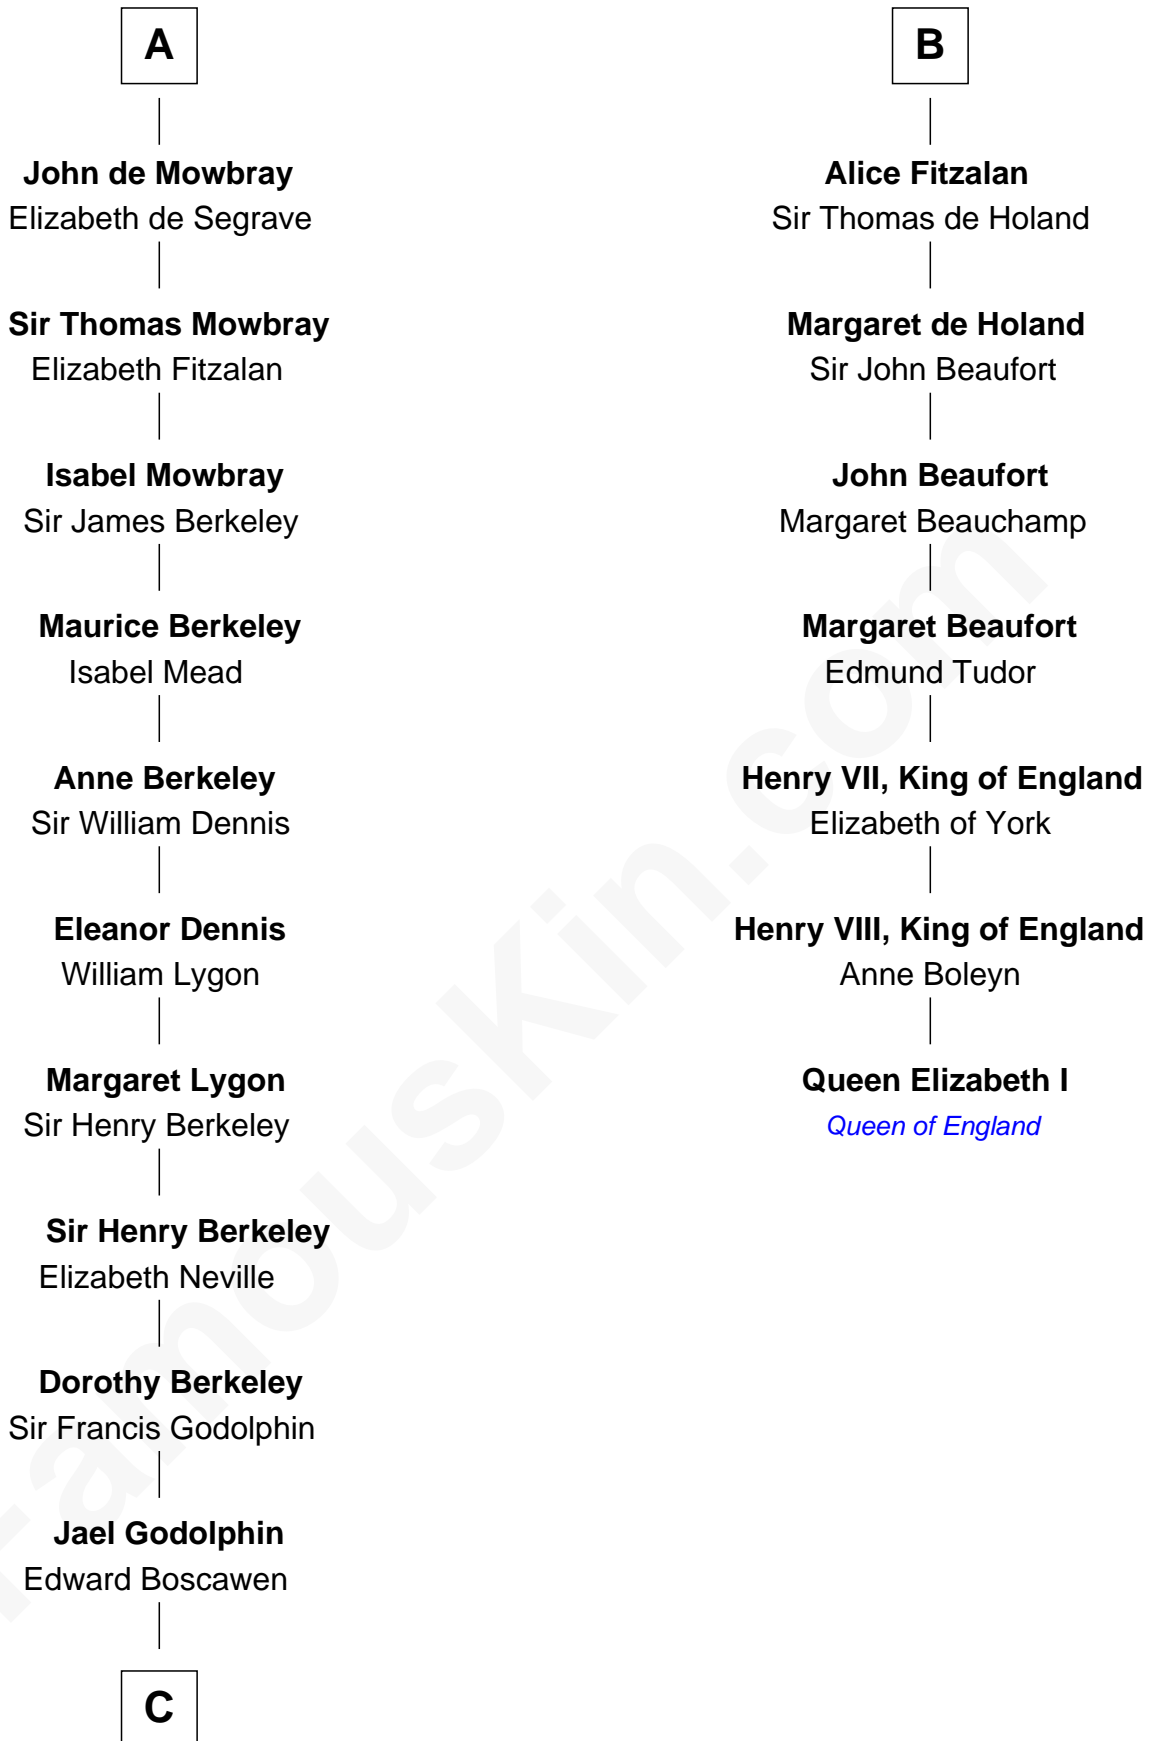 A
John de Mowbray
Elizabeth de Segrave
Sir Thomas Mowbray
Elizabeth Fitzalan
Isabel Mowbray
Sir James Berkeley
Maurice Berkeley
Isabel Mead
Anne Berkeley
Sir William Dennis
Eleanor Dennis
William Lygon
Margaret Lygon
Sir Henry Berkeley
Sir Henry Berkeley
Elizabeth Neville
Dorothy Berkeley
Sir Francis Godolphin
Jael Godolphin
Edward Boscawen
C
B
Alice Fitzalan
Sir Thomas de Holand
Margaret de Holand
Sir John Beaufort
John Beaufort
Margaret Beauchamp
Margaret Beaufort
Edmund Tudor
Henry VII, King of England
Elizabeth of York
Henry VIII, King of England
Anne Boleyn
Queen Elizabeth I
Queen of England
FamousKin.com